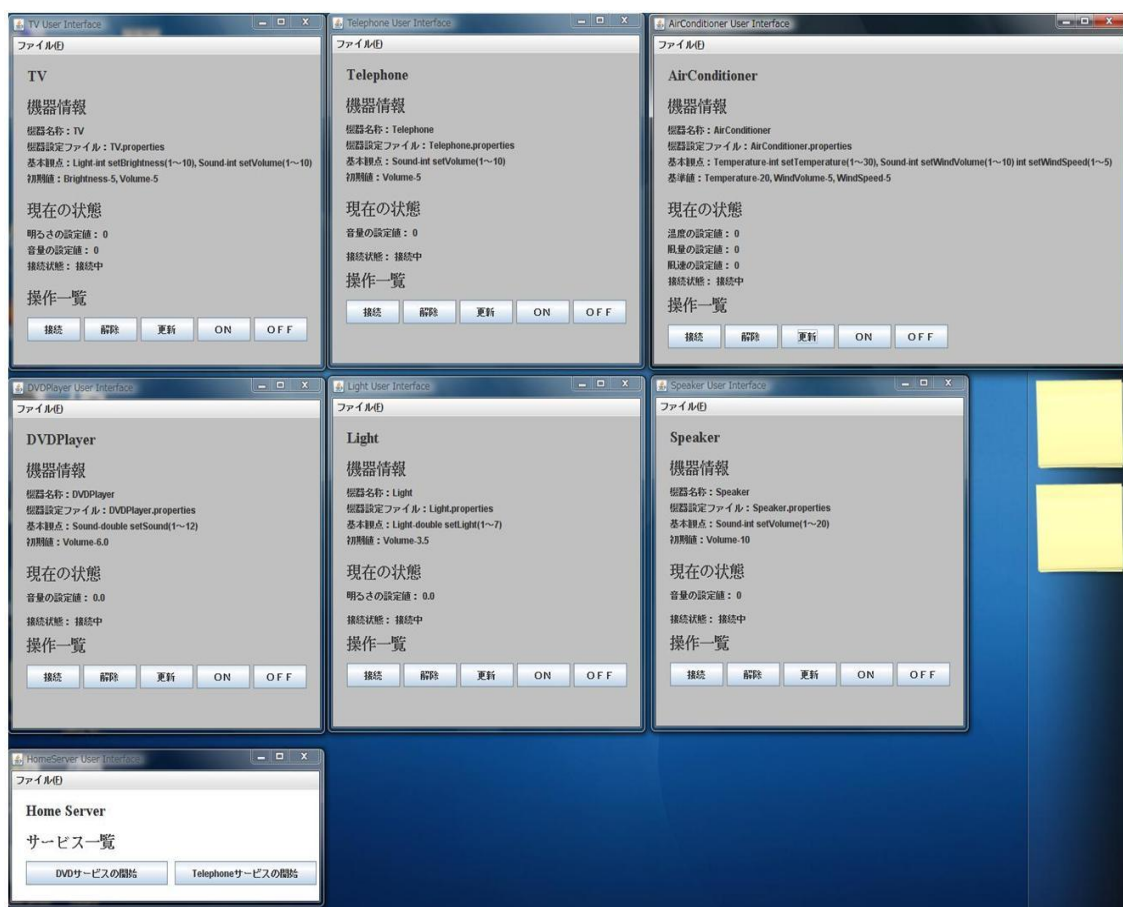 TV User Interface
ファイル(F)
TV
機器情報
機器名称：TV
機器設定ファイル：TV.properties
基本観点：Light-int setBrightness(1～10), Sound-int setVolume(1～10)
初期値：Brightness-5, Volume-5
現在の状態
明るさの設定値： 0
音量の設定値： 0
接続状態： 接続中
操作一覧
接続 解除 更新 ON OFF
Telephone User Interface
ファイル(F)
Telephone
機器情報
機器名称：Telephone
機器設定ファイル：Telephone.properties
基本観点：Sound-int setVolume(1～10)
初期値：Volume-5
現在の状態
音量の設定値： 0
接続状態： 接続中
操作一覧
接続 解除 更新 ON OFF
AirConditioner User Interface
ファイル(F)
AirConditioner
機器情報
機器名称：AirConditioner
機器設定ファイル：AirConditioner.properties
基本観点：Temperature-int setTemperature(1～30), Sound-int setWindVolume(1～10) int setWindSpeed(1～5)
基準値：Temperature-20, WindVolume-5, WindSpeed-5
現在の状態
温度の設定値： 0
風量の設定値： 0
風速の設定値： 0
接続状態： 接続中
操作一覧
接続 解除 更新 ON OFF
DVDPlayer User Interface
ファイル(F)
DVDPlayer
機器情報
機器名称：DVDPlayer
機器設定ファイル：DVDPlayer.properties
基本観点：Sound-double setSound(1～12)
初期値：Volume-6.0
現在の状態
音量の設定値： 0.0
接続状態： 接続中
操作一覧
接続 解除 更新 ON OFF
Light User Interface
ファイル(F)
Light
機器情報
機器名称：Light
機器設定ファイル：Light.properties
基本観点：Light-double setLight(1～7)
初期値：Volume-3.5
現在の状態
明るさの設定値： 0.0
接続状態： 接続中
操作一覧
接続 解除 更新 ON OFF
Speaker User Interface
ファイル(F)
Speaker
機器情報
機器名称：Speaker
機器設定ファイル：Speaker.properties
基本観点：Sound-int setVolume(1～20)
初期値：Volume-10
現在の状態
音量の設定値： 0
接続状態： 接続中
操作一覧
接続 解除 更新 ON OFF
HomeServer User Interface
ファイル(F)
Home Server
サービス一覧
DVDサービスの開始 Telephoneサービスの開始